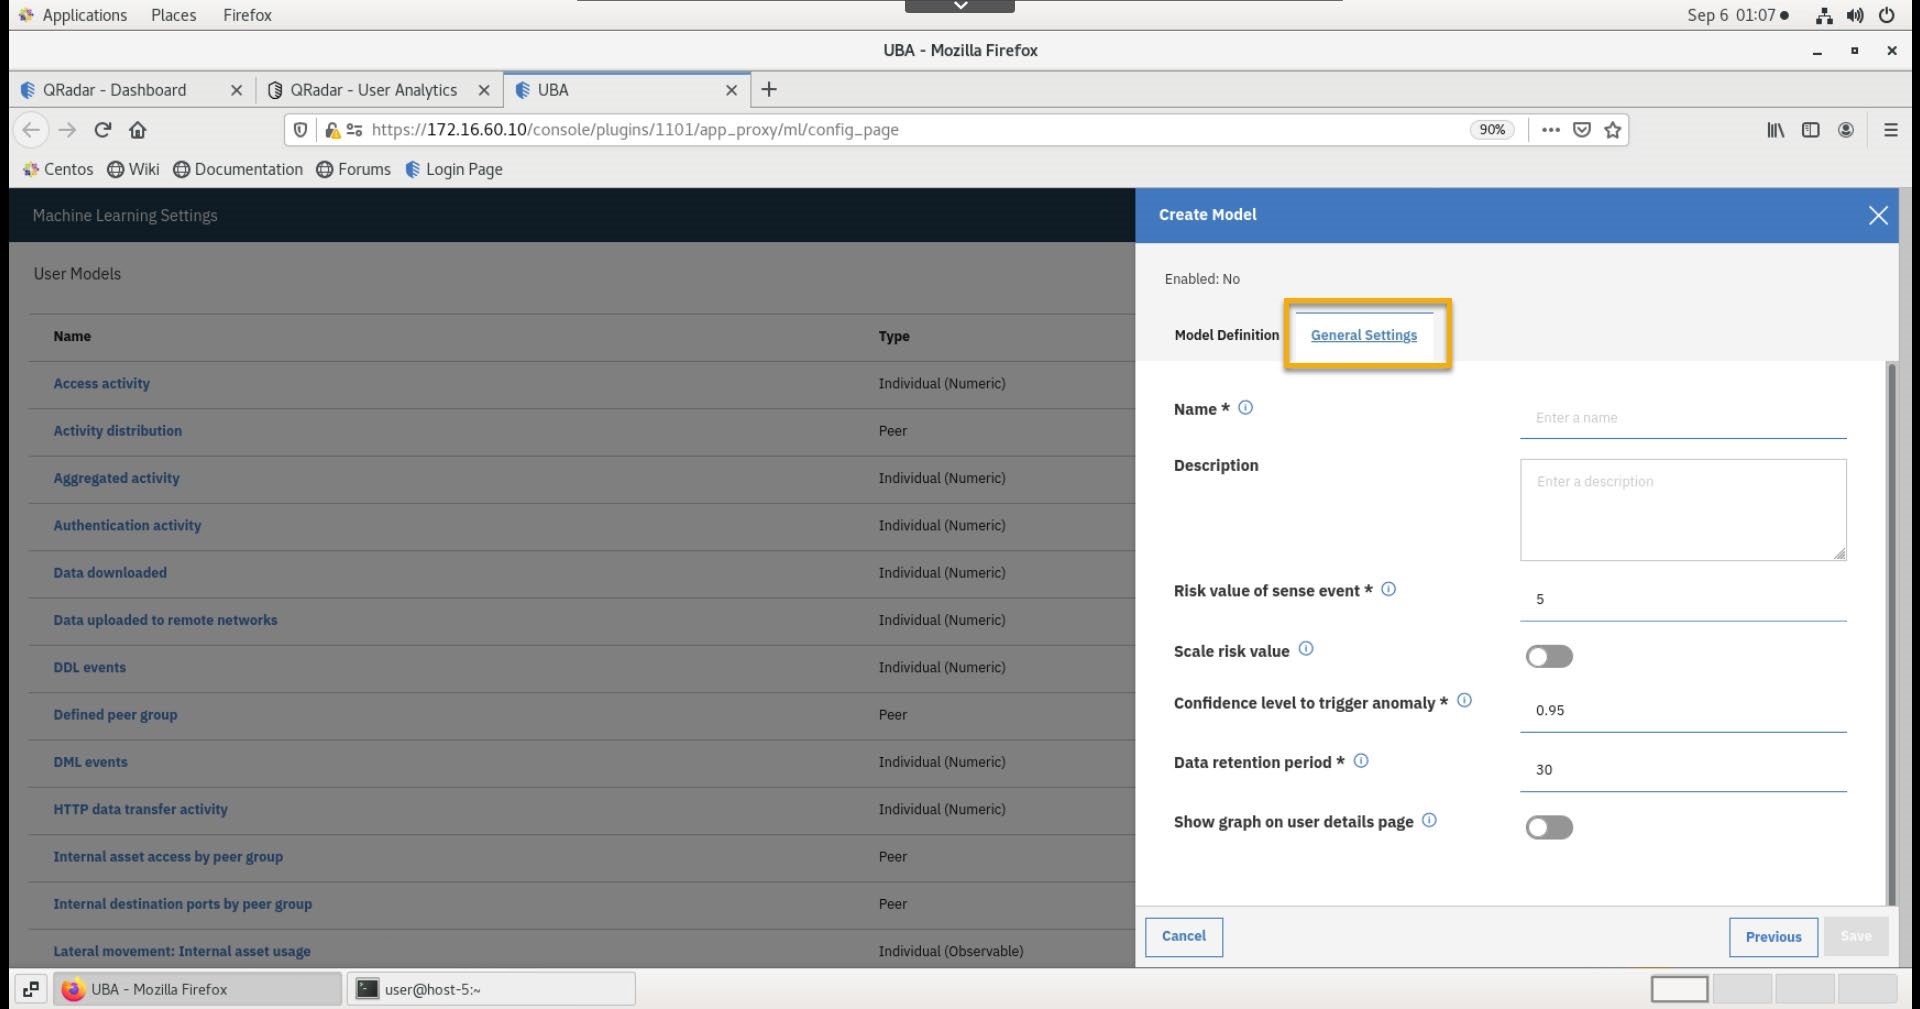 Applications Places Firefox Sep 6 01:07
UBA - Mozilla Firefox
QRadar - Dashboard QRadar - User Analytics UBA
https://172.16.60.10/console/plugins/1101/app_proxy/ml/config_page 90%
Centos Wiki Documentation Forums Login Page
Machine Learning Settings
User Models
Name Type
Access activity Individual (Numeric)
Activity distribution Peer
Aggregated activity Individual (Numeric)
Authentication activity Individual (Numeric)
Data downloaded Individual (Numeric)
Data uploaded to remote networks Individual (Numeric)
DDL events Individual (Numeric)
Defined peer group Peer
DML events Individual (Numeric)
HTTP data transfer activity Individual (Numeric)
Internal asset access by peer group Peer
Internal destination ports by peer group Peer
Lateral movement: Internal asset usage Individual (Observable)
Create Model
Enabled: No
Model Definition General Settings
Name * Enter a name
Description Enter a description
Risk value of sense event * 5
Scale risk value
Confidence level to trigger anomaly * 0.95
Data retention period * 30
Show graph on user details page
Cancel Previous Save
UBA - Mozilla Firefox user@host-5:~